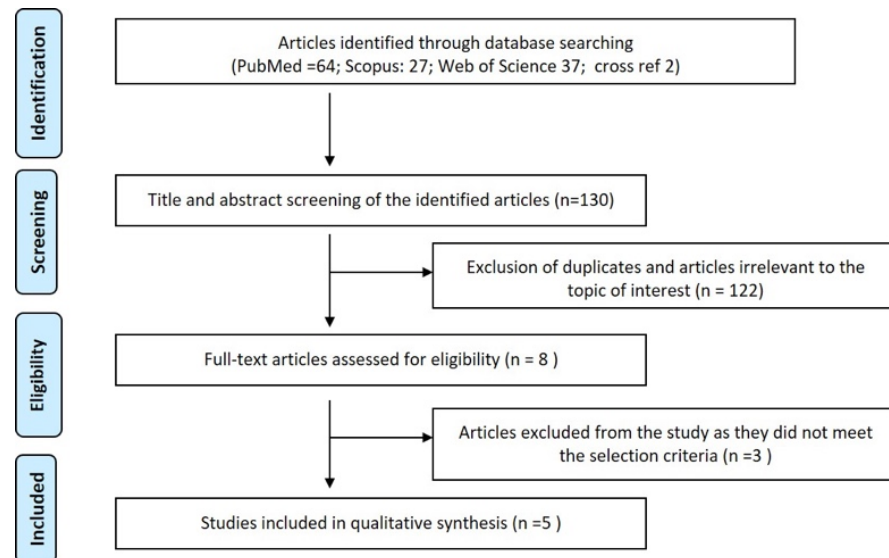 Identification
Articles identified through database searching
(PubMed =64; Scopus: 27; Web of Science 37;  cross ref 2)
Screening
Title and abstract screening of the identified articles (n=130)
Exclusion of duplicates and articles irrelevant to the
topic of interest (n = 122)
Eligibility
Full-text articles assessed for eligibility (n = 8 )
Articles excluded from the study as they did not meet
the selection criteria (n =3 )
Included
Studies included in qualitative synthesis (n =5 )